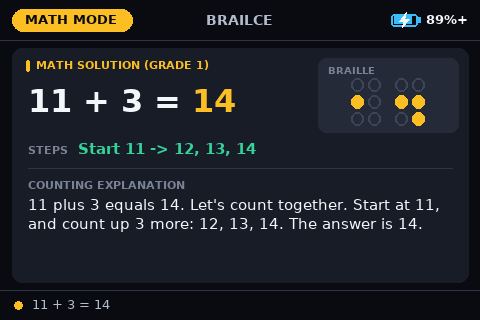 MATH MODE
BRAILCE
89%+
MATH SOLUTION (GRADE 1)
BRAILLE
11 + 3 = 14
STEPS Start 11 -> 12, 13, 14
COUNTING EXPLANATION
11 plus 3 equals 14. Let's count together. Start at 11,
and count up 3 more: 12, 13, 14. The answer is 14.
11 + 3 = 14